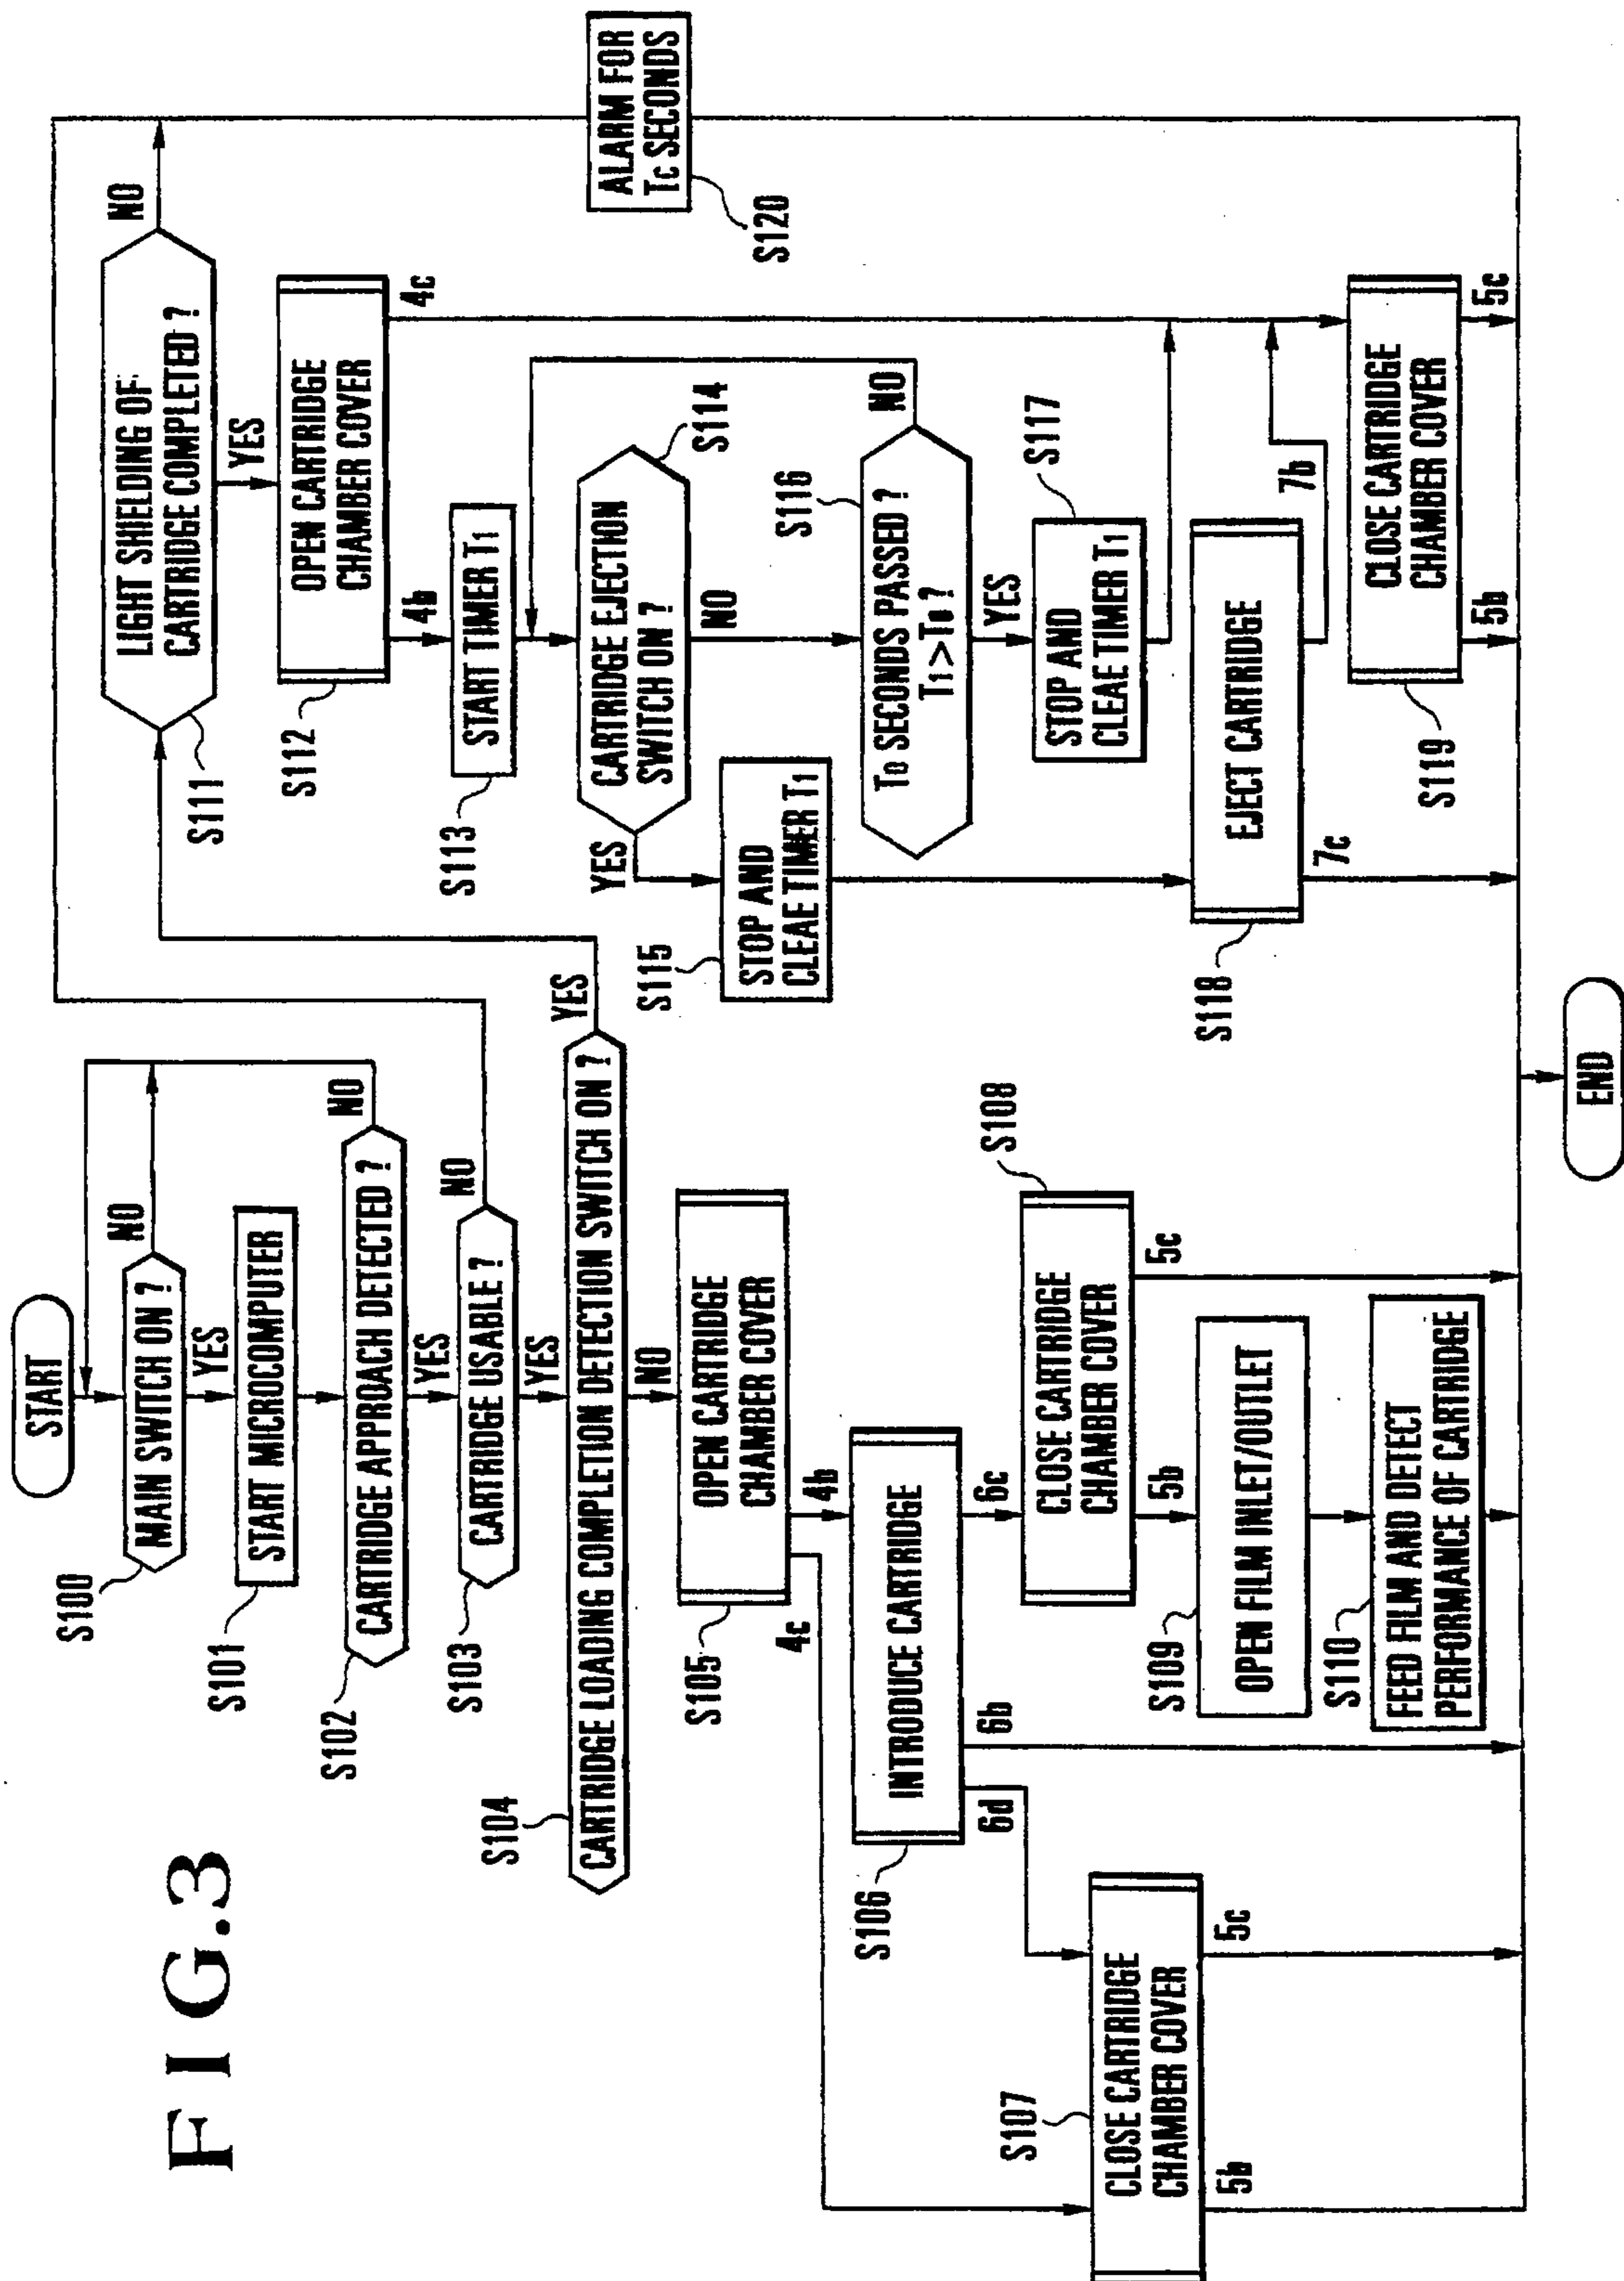 FIG.3
START
S100
MAIN SWITCH ON ?
NO
YES
S101
START MICROCOMPUTER
S102
CARTRIDGE APPROACH DETECTED ?
NO
YES
S103
CARTRIDGE USABLE ?
NO
YES
S104
CARTRIDGE LOADING COMPLETION DETECTION SWITCH ON ?
YES
NO
S105
OPEN CARTRIDGE
CHAMBER COVER
4c
4b
S106
INTRODUCE CARTRIDGE
6d
6b
6c
S107
CLOSE CARTRIDGE
CHAMBER COVER
5b
5c
S108
CLOSE CARTRIDGE
CHAMBER COVER
5b
5c
S109
OPEN FILM INLET/OUTLET
S110
FEED FILM AND DETECT
PERFORMANCE OF CARTRIDGE
S111
LIGHT SHIELDING OF
CARTRIDGE COMPLETED ?
NO
YES
S112
OPEN CARTRIDGE
CHAMBER COVER
4b
4c
S113
START TIMER T1
S114
CARTRIDGE EJECTION
SWITCH ON ?
YES
NO
S115
STOP AND
CLEAE TIMER T1
S116
T0 SECONDS PASSED ?
T1>T0 ?
NO
YES
S117
STOP AND
CLEAE TIMER T1
S118
EJECT CARTRIDGE
7c
7b
S119
CLOSE CARTRIDGE
CHAMBER COVER
5b
5c
S120
ALARM FOR
Tc SECONDS
END